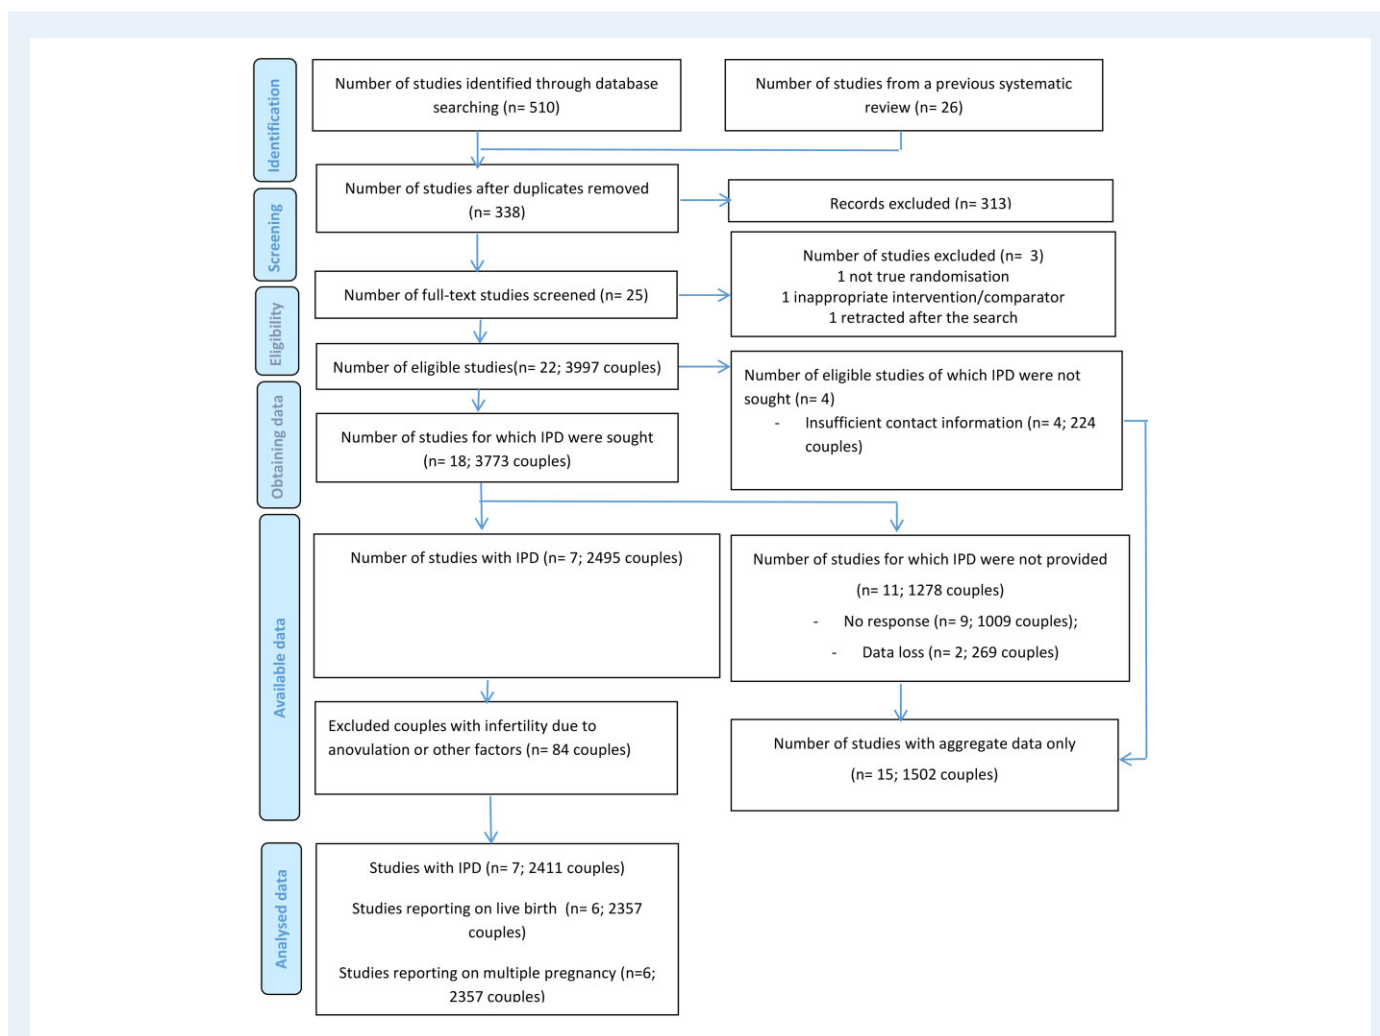 Identification
Number of studies identified through database
searching (n= 510)
Number of studies from a previous systematic
review (n= 26)
Number of studies after duplicates removed
(n= 338)
Screening
Records excluded (n= 313)
Number of full-text studies screened (n= 25)
Number of studies excluded (n=  3)
1 not true randomisation
1 inappropriate intervention/comparator
1 retracted after the search
Eligibility
Number of eligible studies(n= 22; 3997 couples)
Number of eligible studies of which IPD were not
sought (n= 4)
-    Insufficient contact information (n= 4; 224
couples)
Obtaining data
Number of studies for which IPD were sought
(n= 18; 3773 couples)
Available data
Number of studies with IPD (n= 7; 2495 couples)
Number of studies for which IPD were not provided
(n= 11; 1278 couples)
-    No response (n= 9; 1009 couples);
-    Data loss (n= 2; 269 couples)
Excluded couples with infertility due to
anovulation or other factors (n= 84 couples)
Number of studies with aggregate data only
(n= 15; 1502 couples)
Analysed data
Studies with IPD (n= 7; 2411 couples)
Studies reporting on live birth  (n= 6; 2357
couples)
Studies reporting on multiple pregnancy (n=6;
2357 couples)